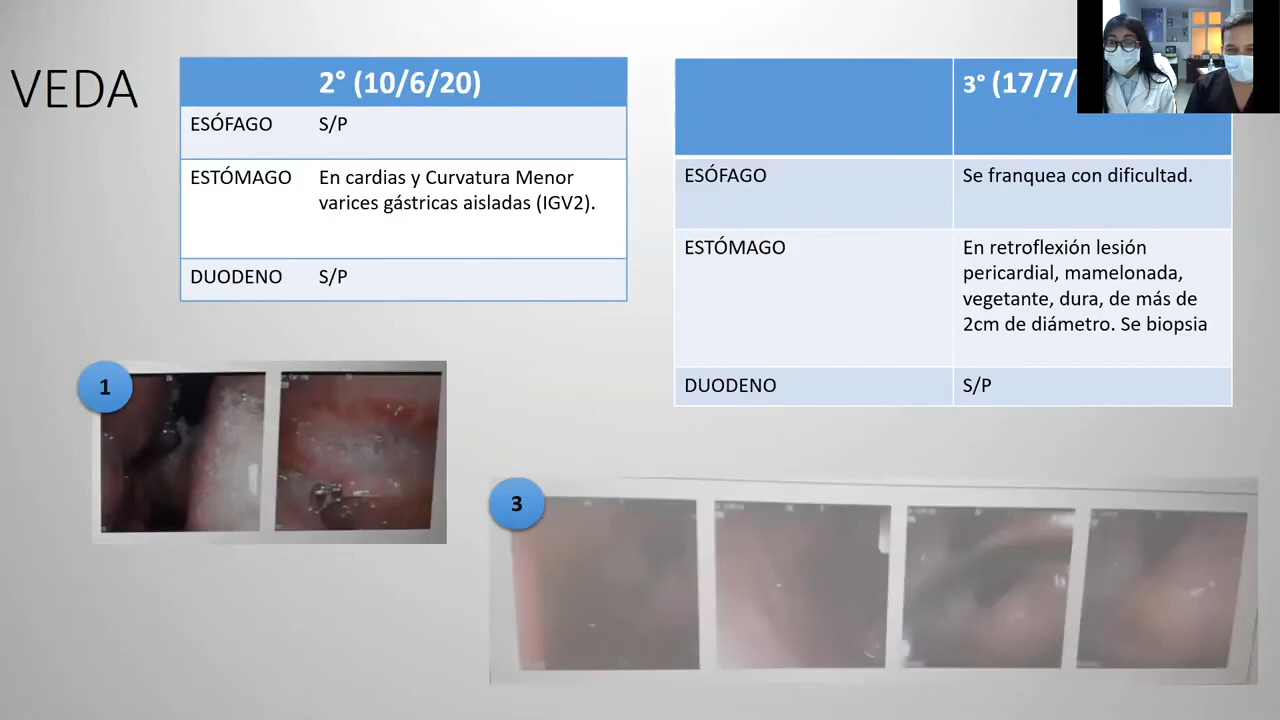 VEDA
2° (10/6/20)
ESÓFAGO S/P
ESTÓMAGO En cardias y Curvatura Menor
varices gástricas aisladas (IGV2).
DUODENO S/P
3° (17/7/
ESÓFAGO Se franquea con dificultad.
ESTÓMAGO En retroflexión lesión
pericardial, mamelonada,
vegetante, dura, de más de
2cm de diámetro. Se biopsia
DUODENO S/P
1
3